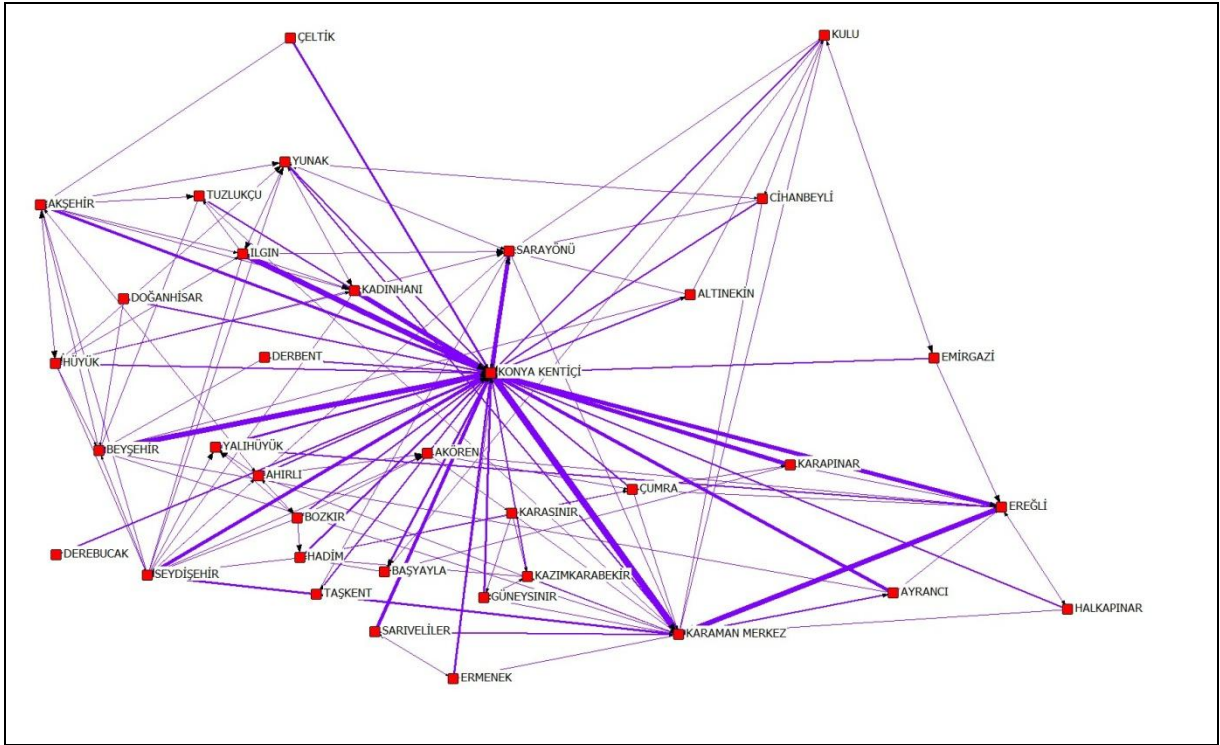 ÇELTİK
KULU
YUNAK
TUZLUKÇU
CİHANBEYLİ
AKŞEHİR
ILGIN
SARAYÖNÜ
KADINHANI
ALTINEKİN
DOĞANHİSAR
DERBENT
EMİRGAZİ
HÜYÜK
KONYA KENTİÇİ
BEYŞEHİR
YALIHÜYÜK
AKÖREN
KARAPINAR
AHIRLI
ÇUMRA
EREĞLİ
KARASINIR
BOZKIR
DEREBUCAK
HADİM
SEYDİŞEHİR
BAŞYAYLA
KAZIMKARABEKİR
TAŞKENT
GÜNEYSINIR
AYRANCI
HALKAPINAR
SARIVELİLER
KARAMAN MERKEZ
ERMENEK